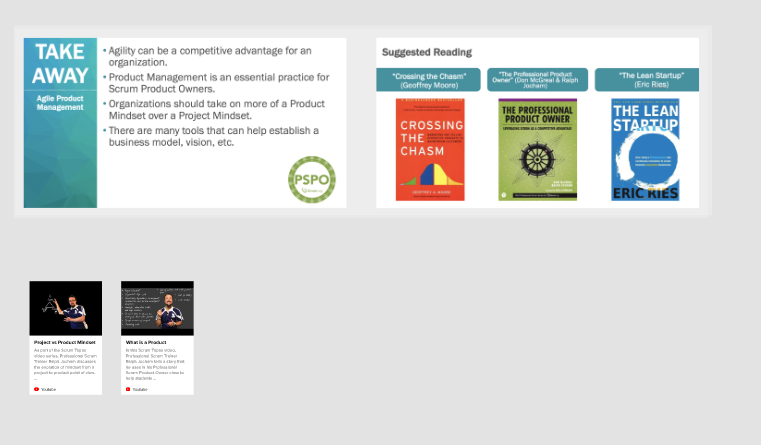 TAKE
AWAY
Agile Product
Management
• Agility can be a competitive advantage for an
organization.
• Product Management is an essential practice for
Scrum Product Owners.
• Organizations should take on more of a Product
Mindset over a Project Mindset.
• There are many tools that can help establish a
business model, vision, etc.
PSPO
Suggested Reading
"Crossing the Chasm"
(Geoffrey Moore)
"The Professional Product
Owner" (Don McGreal & Ralph
Jocham)
"The Lean Startup"
(Eric Ries)
CROSSING
THE
CHASM
THE PROFESSIONAL
PRODUCT OWNER
LEVERAGING SCRUM AS A COMPETITIVE ADVANTAGE
THE LEAN
STARTUP
ERIC RIES
Project vs Product Mindset
As part of the Scrum Tapas
video series, Professional Scrum
Trainer Ralph Jocham discusses
the evolution of mindset from a
project to product point of view.
...
Youtube
What is a Product
In this Scrum Tapas video,
Professional Scrum Trainer
Ralph Jocham tells a story that
he uses in his Professional
Scrum Product Owner class to
help
Youtube